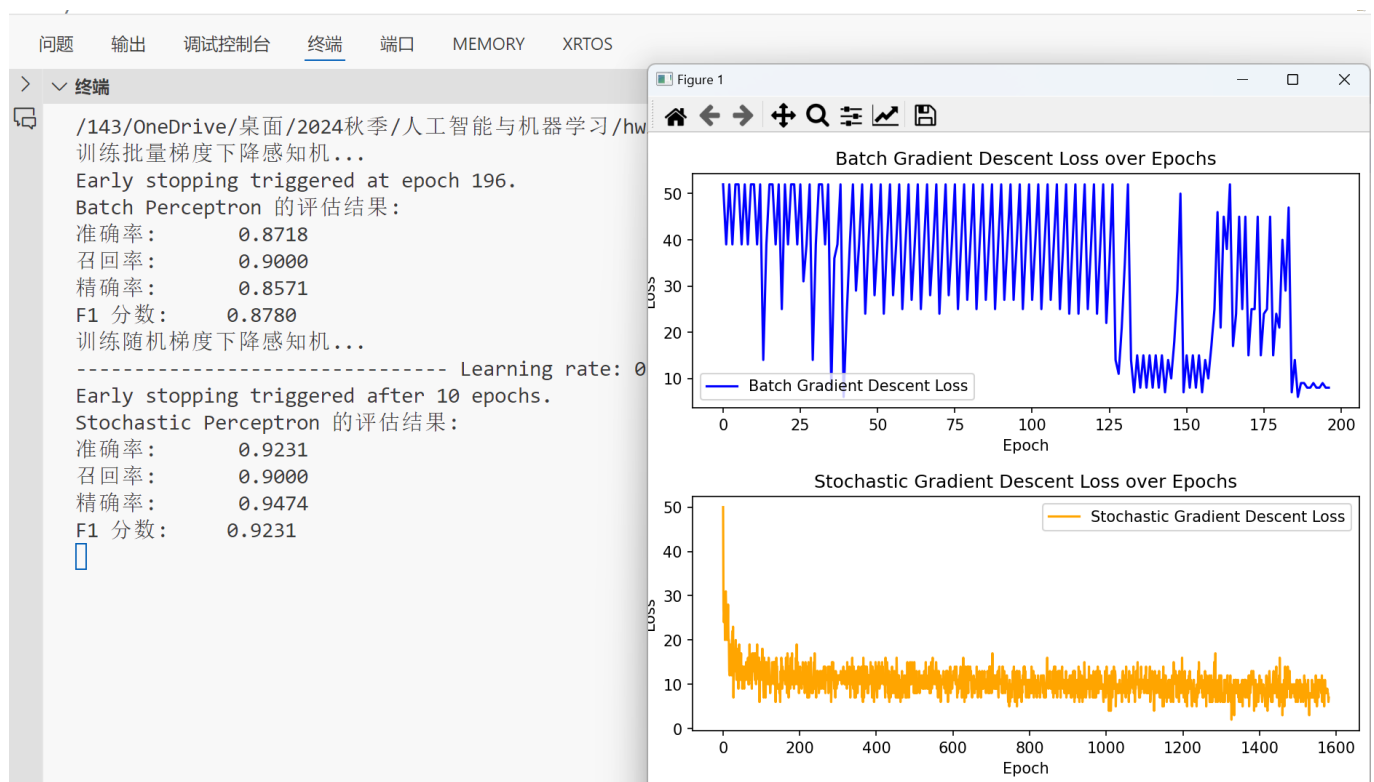 问题 输出 调试控制台 终端 端口 MEMORY XRTOS
终端
/143/OneDrive/桌面/2024秋季/人工智能与机器学习/hw
训练批量梯度下降感知机...
Early stopping triggered at epoch 196.
Batch Perceptron 的评估结果:
准确率: 0.8718
召回率: 0.9000
精确率: 0.8571
F1 分数: 0.8780
训练随机梯度下降感知机...
-------------------------------- Learning rate: 0
Early stopping triggered after 10 epochs.
Stochastic Perceptron 的评估结果:
准确率: 0.9231
召回率: 0.9000
精确率: 0.9474
F1 分数: 0.9231
Figure 1
Batch Gradient Descent Loss over Epochs
50
40
30
20
10
Loss
Batch Gradient Descent Loss
0 25 50 75 100 125 150 175 200
Epoch
Stochastic Gradient Descent Loss over Epochs
50
40
30
20
10
0
Loss
Stochastic Gradient Descent Loss
0 200 400 600 800 1000 1200 1400 1600
Epoch